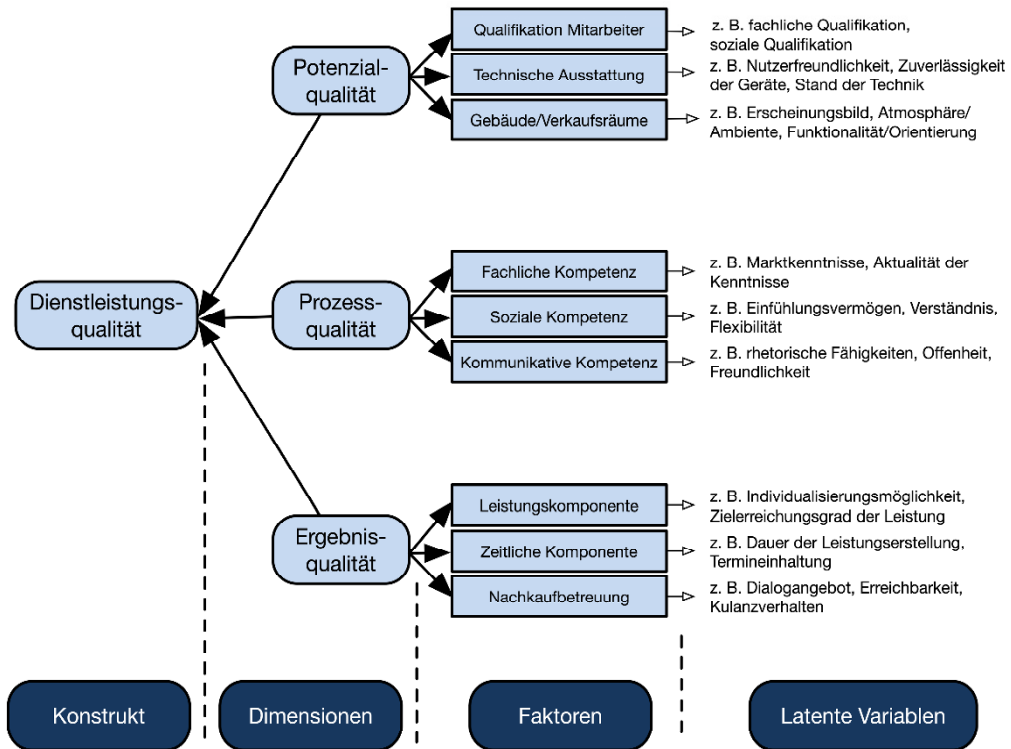 Potenzial-
qualität
Qualifikation Mitarbeiter
z. B. fachliche Qualifikation,
soziale Qualifikation
Technische Ausstattung
z. B. Nutzerfreundlichkeit, Zuverlässigkeit
der Geräte, Stand der Technik
Gebäude/Verkaufsräume
z. B. Erscheinungsbild, Atmosphäre/
Ambiente, Funktionalität/Orientierung
Dienstleistungs-
qualität
Prozess-
qualität
Fachliche Kompetenz
z. B. Marktkenntnisse, Aktualität der
Kenntnisse
Soziale Kompetenz
z. B. Einfühlungsvermögen, Verständnis,
Flexibilität
Kommunikative Kompetenz
z. B. rhetorische Fähigkeiten, Offenheit,
Freundlichkeit
Ergebnis-
qualität
Leistungskomponente
z. B. Individualisierungsmöglichkeit,
Zielerreichungsgrad der Leistung
Zeitliche Komponente
z. B. Dauer der Leistungserstellung,
Termineinhaltung
Nachkaufbetreuung
z. B. Dialogangebot, Erreichbarkeit,
Kulanzverhalten
Konstrukt
Dimensionen
Faktoren
Latente Variablen